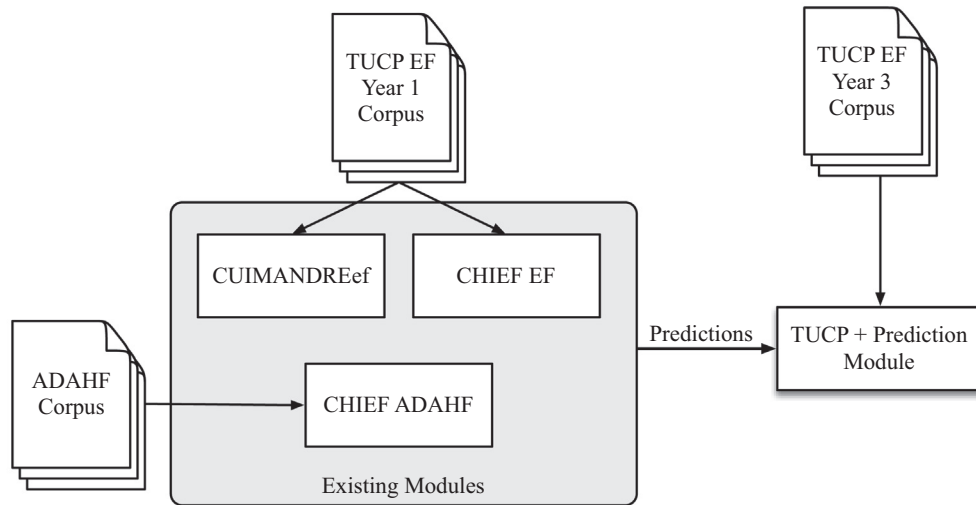 TUCP EF
Year 1
Corpus
TUCP EF
Year 3
Corpus
CUIMANDREef
CHIEF EF
Predictions
TUCP + Prediction
Module
ADAHF
Corpus
CHIEF ADAHF
Existing Modules